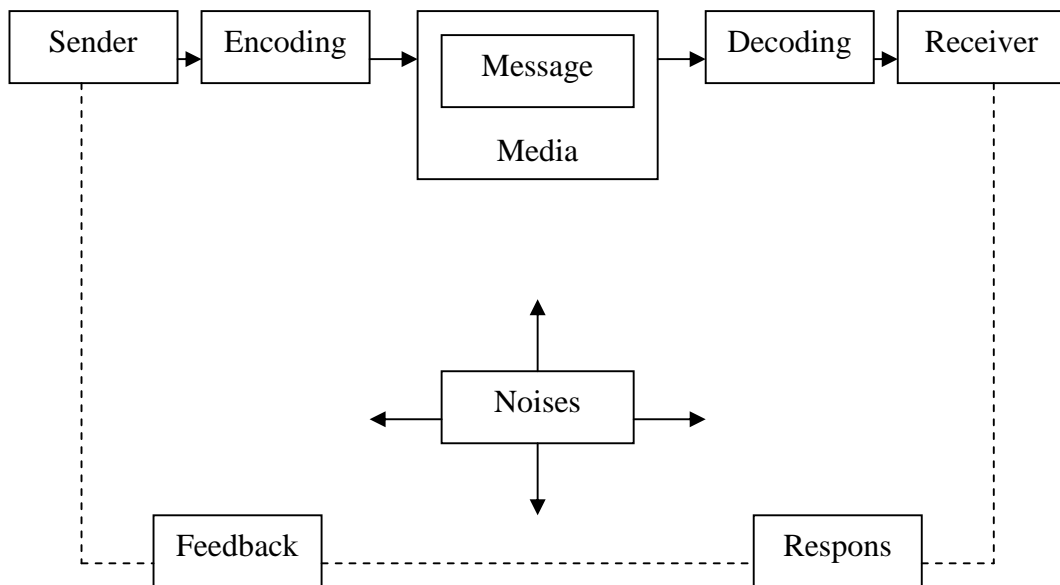 Sender
Encoding
Message
Media
Decoding
Receiver
Noises
Feedback
Respons